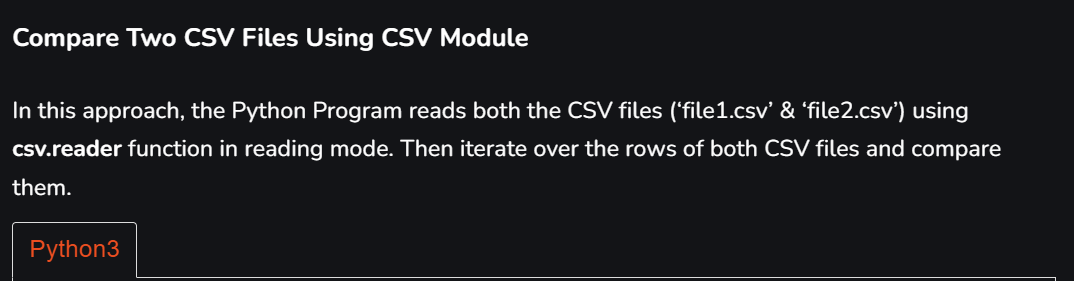 Compare Two CSV Files Using CSV Module
In this approach, the Python Program reads both the CSV files (‘file1.csv’ & ‘file2.csv’) using
csv.reader function in reading mode. Then iterate over the rows of both CSV files and compare
them.
Python3